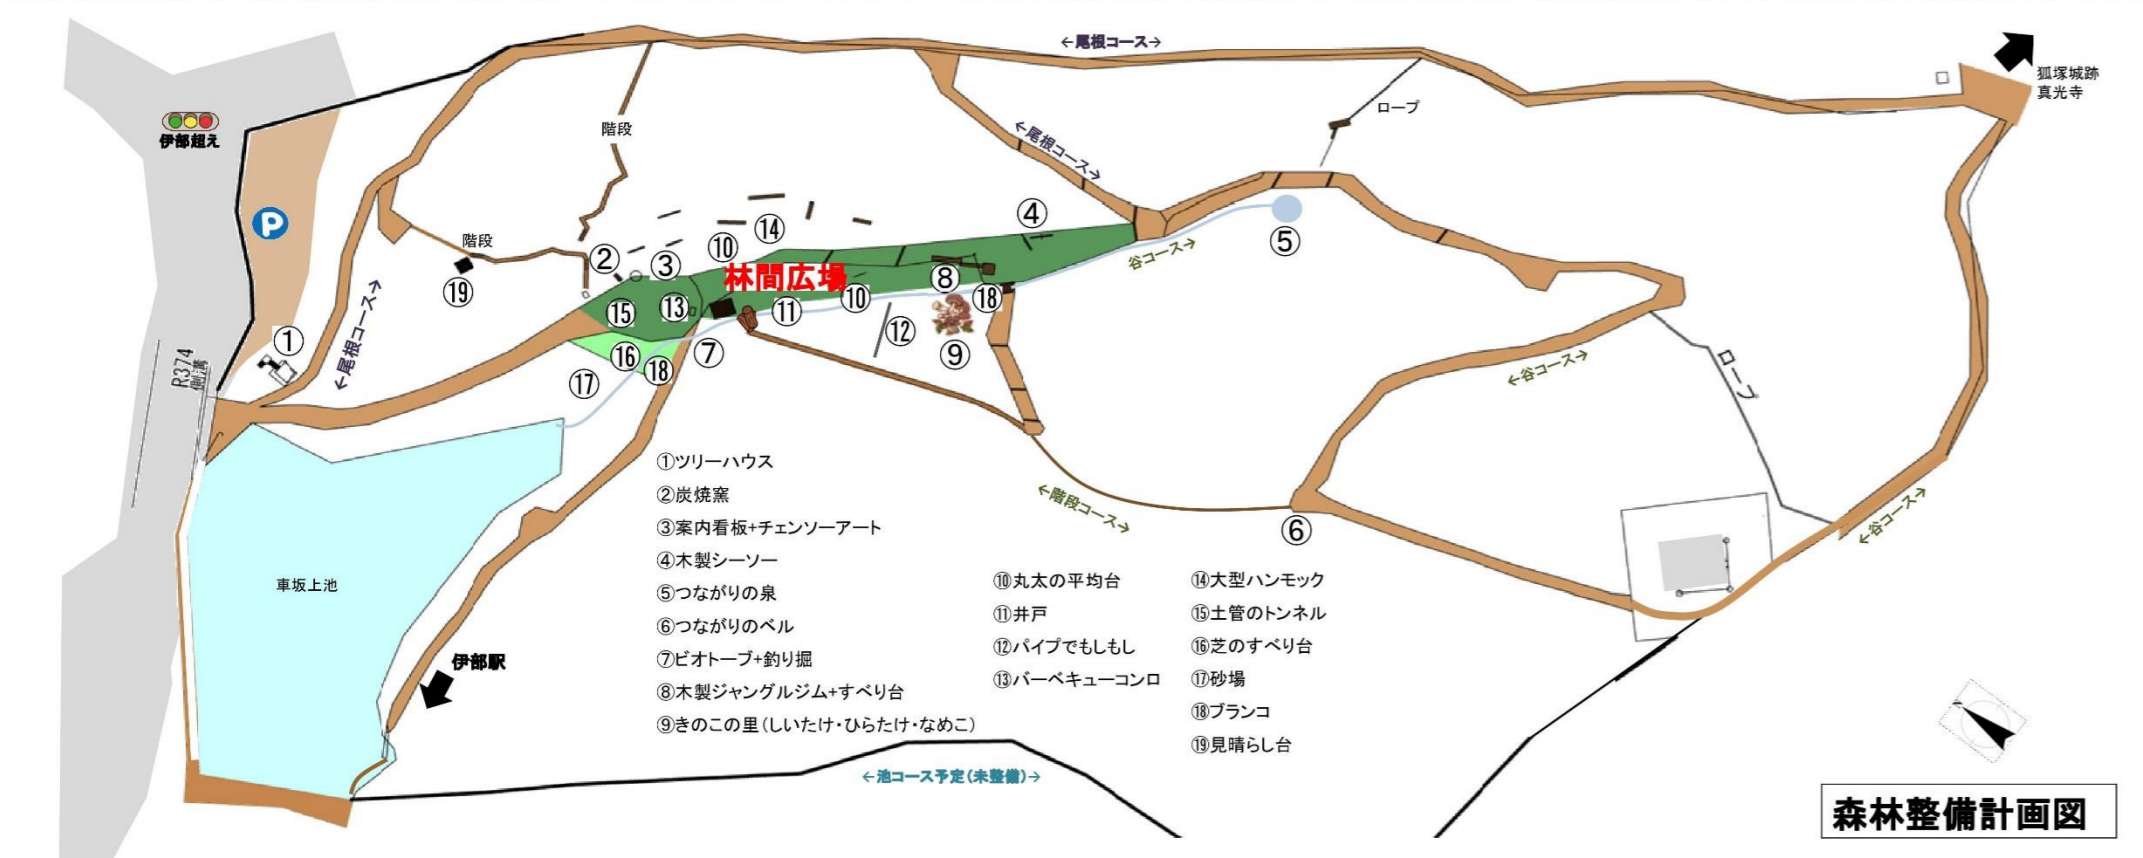 ←尾根コース→
狐塚城跡
真光寺
伊部超え
階段
ロープ
←尾根コース→
P
階段
④
⑭
⑩
②
③
⑤
谷コース→
林間広場
⑲
⑧
⑩
⑱
⑮
⑬
⑪
⑫
①
←尾根コース→
⑯
⑱
⑦
⑨
⑰
R374
側溝
←谷コース→
ロープ
←階段コース→
⑥
←谷コース→
車坂上池
伊部駅
①ツリーハウス
②炭焼窯
③案内看板+チェンソーアート
④木製シーソー
⑤つながりの泉
⑥つながりのベル
⑦ビオトーブ+釣り掘
⑧木製ジャングルジム+すべり台
⑨きのこの里(しいたけ・ひらたけ・なめこ)
⑩丸太の平均台
⑪井戸
⑫パイプでもしもし
⑬バーベキューコンロ
⑭大型ハンモック
⑮土管のトンネル
⑯芝のすべり台
⑰砂場
⑱ブランコ
⑲見晴らし台
←池コース予定(未整備)→
森林整備計画図